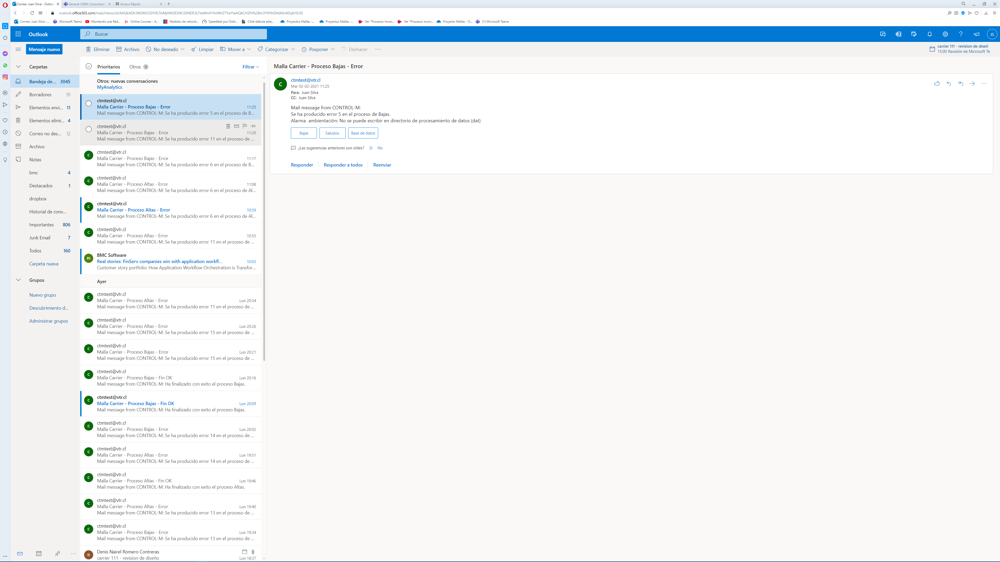 Correo: Juan Silva - Outloo
General (160K Comunicacio
Acceso Rápido
outlook.office365.com/mail/inbox/id/
Correo: Juan Silva -...
Microsoft Teams
Montando una Red...
Online Courses - A...
Medidor de velocid...
Speedtest por Ookl...
Chile debuta este...
Proyectos Mallas -...
Proyectos Mallas -...
Ver "Procesos Incon...
Ver "Procesos incon...
Proyecto Mallas - O...
(1) Microsoft Teams
Outlook
Buscar
JS
Mensaje nuevo
Eliminar
Archivo
No deseado
Limpiar
Mover a
Categorizar
Posponer
Deshacer
carrier 111 - revision de diseñ
15:00 Reunión de Microsoft Te
Carpetas
Bandeja de... 3045
Borradores 91
Elementos envi... 11
Elementos elimi... 4
Correo no des... 12
Archivo
Notas
bmc 4
Destacados 1
dropbox
Historial de conv...
Importantes 806
Junk Email 7
Todos 160
Carpeta nueva
Grupos
Nuevo grupo
Descubrimiento d...
Administrar grupos
Prioritarios
Otros 1
Filtrar
Otros: nuevas conversaciones
MyAnalytics
ctmtest@vtr.cl
Malla Carrier - Proceso Bajas - Error 11:25
Mail message from CONTROL-M: Se ha producido error 5 en el proceso de B...
ctmtest@vtr.cl
Malla Carrier - Proceso Bajas - Error 11:20
Mail message from CONTROL-M: Se ha producido error 11 en el proceso de ...
C
ctmtest@vtr.cl
Malla Carrier - Proceso Bajas - Error 11:17
Mail message from CONTROL-M: Se ha producido error 6 en el proceso de B...
C
ctmtest@vtr.cl
Malla Carrier - Proceso Altas - Error 11:08
Mail message from CONTROL-M: Se ha producido error 6 en el proceso de Al...
C
ctmtest@vtr.cl
Malla Carrier - Proceso Altas - Error 10:59
Mail message from CONTROL-M: Se ha producido error 6 en el proceso de Al...
C
ctmtest@vtr.cl
Malla Carrier - Proceso Altas - Error 10:55
Mail message from CONTROL-M: Se ha producido error 11 en el proceso de ...
BS
BMC Software
Real stories: FinServ companies win with application workfl... 10:03
Customer story portfolio: How Application Workflow Orchestration is Transfor...
Ayer
C
ctmtest@vtr.cl
Malla Carrier - Proceso Altas - Error Lun 20:34
Mail message from CONTROL-M: Se ha producido error 11 en el proceso de ...
C
ctmtest@vtr.cl
Malla Carrier - Proceso Altas - Error Lun 20:26
Mail message from CONTROL-M: Se ha producido error 15 en el proceso de ...
C
ctmtest@vtr.cl
Malla Carrier - Proceso Bajas - Error Lun 20:21
Mail message from CONTROL-M: Se ha producido error 15 en el proceso de ...
C
ctmtest@vtr.cl
Malla Carrier - Proceso Bajas - Fin OK Lun 20:16
Mail message from CONTROL-M: Ha finalizado con exito el proceso Bajas.
C
ctmtest@vtr.cl
Malla Carrier - Proceso Bajas - Fin OK Lun 20:09
Mail message from CONTROL-M: Ha finalizado con exito el proceso Bajas.
C
ctmtest@vtr.cl
Malla Carrier - Proceso Bajas - Error Lun 20:02
Mail message from CONTROL-M: Se ha producido error 14 en el proceso de ...
C
ctmtest@vtr.cl
Malla Carrier - Proceso Altas - Error Lun 19:51
Mail message from CONTROL-M: Se ha producido error 14 en el proceso de ...
C
ctmtest@vtr.cl
Malla Carrier - Proceso Altas - Fin OK Lun 19:46
Mail message from CONTROL-M: Ha finalizado con exito el proceso Altas.
C
ctmtest@vtr.cl
Malla Carrier - Proceso Altas - Error Lun 19:40
Mail message from CONTROL-M: Se ha producido error 13 en el proceso de ...
C
ctmtest@vtr.cl
Malla Carrier - Proceso Bajas - Error Lun 19:34
Mail message from CONTROL-M: Se ha producido error 13 en el proceso de ...
D
Denis Nairel Romero Contreras
carrier 111 - revision de diseño Lun 18:37
Malla Carrier - Proceso Bajas - Error
C
ctmtest@vtr.cl
Mar 02-02-2021 11:25
Para: Juan Silva
CC: Juan Silva
Mail message from CONTROL-M:
Se ha producido error 5 en el proceso de Bajas.
Alarma ambientación: No se puede escribir en directorio de procesamiento de datos (dat)
Bajas
Saludos.
Base de datos
¿Las sugerencias anteriores son útiles? Sí No
Responder
Responder a todos
Reenviar